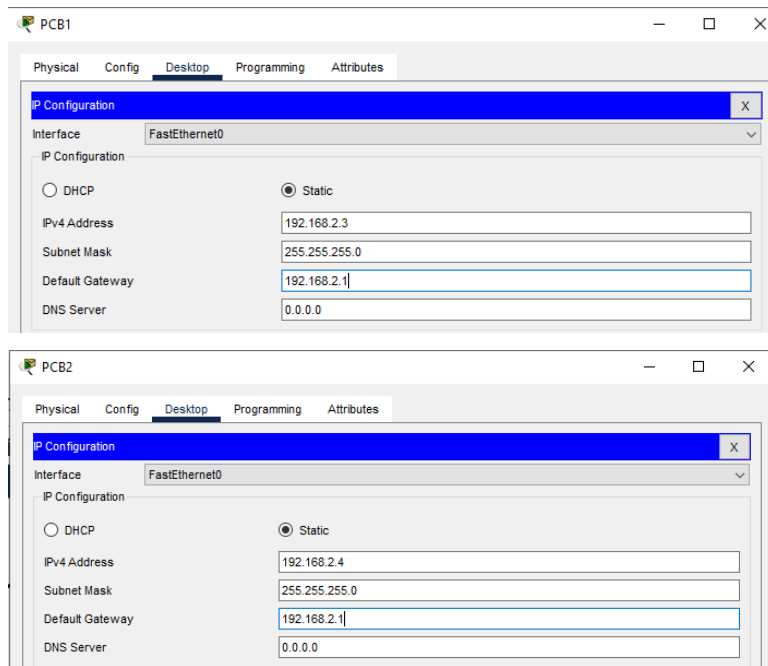 PCB1
Physical Config Desktop Programming Attributes
IP Configuration X
Interface FastEthernet0
IP Configuration
DHCP Static
IPv4 Address 192.168.2.3
Subnet Mask 255.255.255.0
Default Gateway 192.168.2.1
DNS Server 0.0.0.0
PCB2
Physical Config Desktop Programming Attributes
IP Configuration X
Interface FastEthernet0
IP Configuration
DHCP Static
IPv4 Address 192.168.2.4
Subnet Mask 255.255.255.0
Default Gateway 192.168.2.1
DNS Server 0.0.0.0